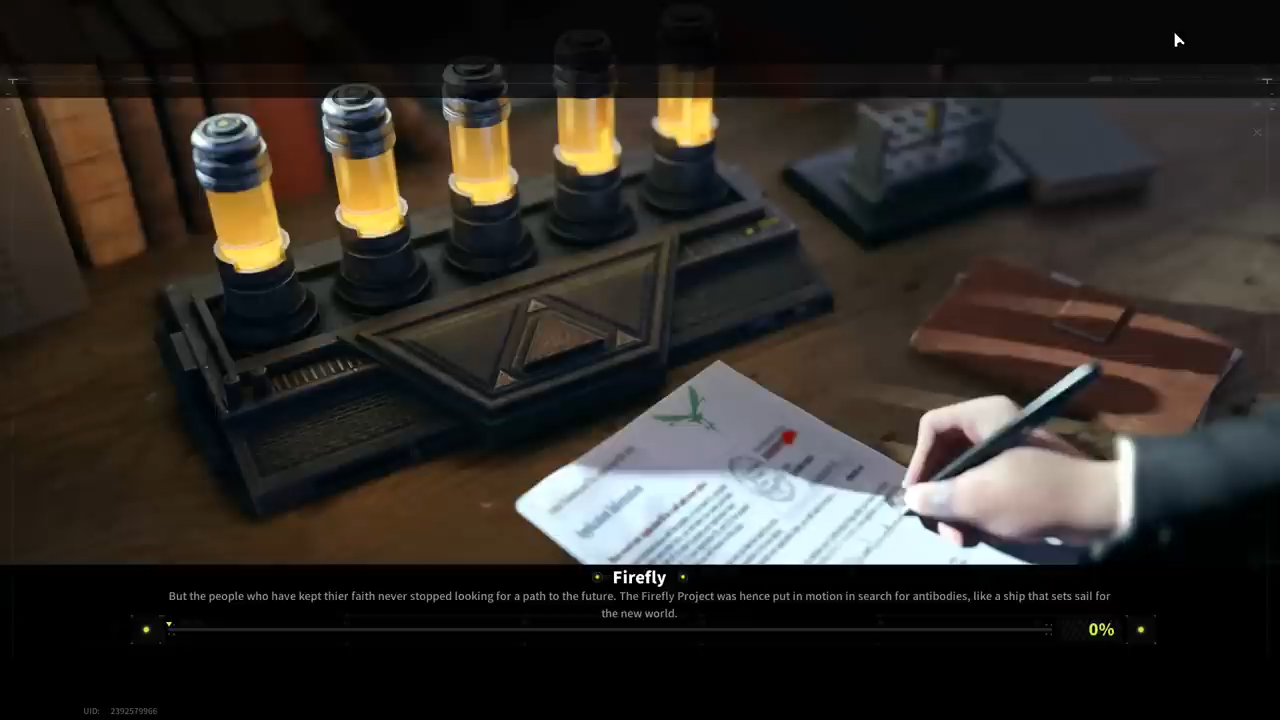 Firefly
But the people who have kept thier faith never stopped looking for a path to the future. The Firefly Project was hence put in motion in search for antibodies, like a ship that sets sail for
the new world.
0%
UID: 2392579966